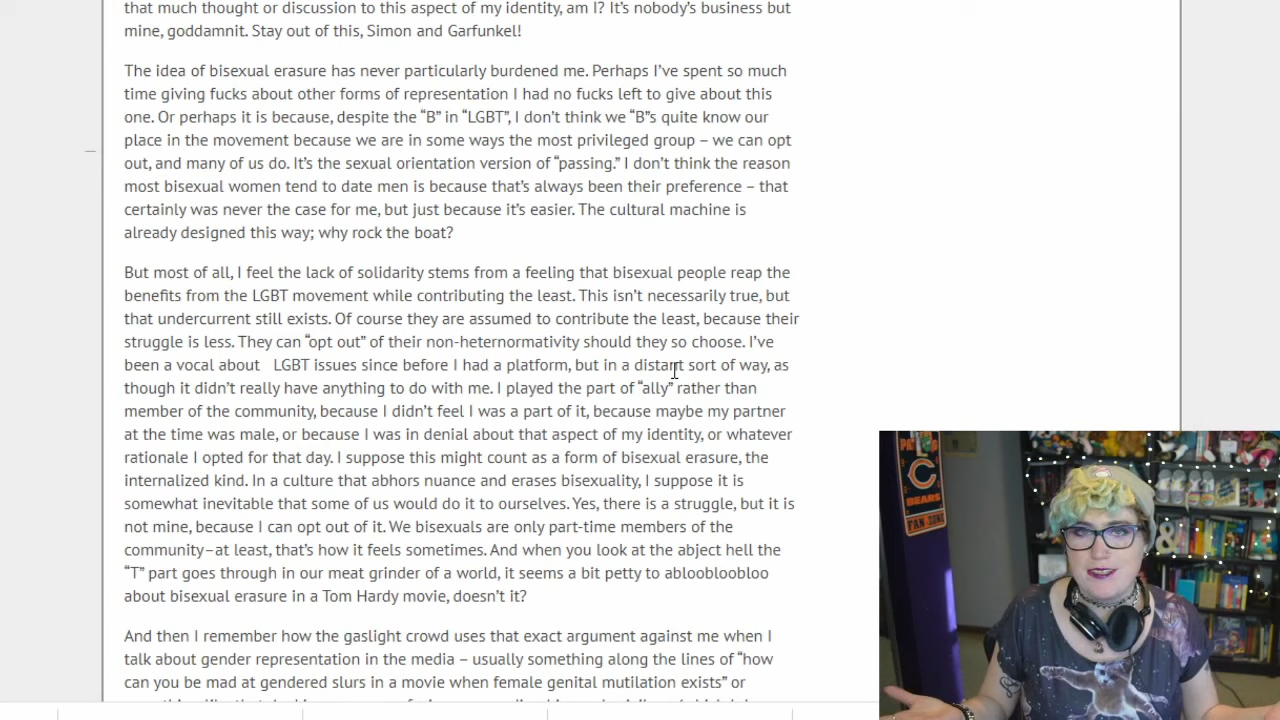 that much thought or discussion to this aspect of my identity, am I? It's nobody's business but
mine, goddamnit. Stay out of this, Simon and Garfunkel!
The idea of bisexual erasure has never particularly burdened me. Perhaps I've spent so much
time giving fucks about other forms of representation I had no fucks left to give about this
one. Or perhaps it is because, despite the “B” in “LGBT”, I don't think we “B”s quite know our
place in the movement because we are in some ways the most privileged group – we can opt
out, and many of us do. It's the sexual orientation version of “passing.” I don't think the reason
most bisexual women tend to date men is because that's always been their preference – that
certainly was never the case for me, but just because it's easier. The cultural machine is
already designed this way; why rock the boat?
But most of all, I feel the lack of solidarity stems from a feeling that bisexual people reap the
benefits from the LGBT movement while contributing the least. This isn't necessarily true, but
that undercurrent still exists. Of course they are assumed to contribute the least, because their
struggle is less. They can “opt out” of their non-heternormativity should they so choose. I've
been a vocal about LGBT issues since before I had a platform, but in a distant sort of way, as
though it didn't really have anything to do with me. I played the part of “ally” rather than
member of the community, because I didn't feel I was a part of it, because maybe my partner
at the time was male, or because I was in denial about that aspect of my identity, or whatever
rationale I opted for that day. I suppose this might count as a form of bisexual erasure, the
internalized kind. In a culture that abhors nuance and erases bisexuality, I suppose it is
somewhat inevitable that some of us would do it to ourselves. Yes, there is a struggle, but it is
not mine, because I can opt out of it. We bisexuals are only part-time members of the
community–at least, that's how it feels sometimes. And when you look at the abject hell the
“T” part goes through in our meat grinder of a world, it seems a bit petty to abloobloobloo
about bisexual erasure in a Tom Hardy movie, doesn't it?
And then I remember how the gaslight crowd uses that exact argument against me when I
talk about gender representation in the media – usually something along the lines of “how
can you be mad at gendered slurs in a movie when female genital mutilation exists” or
BEARS
FAN ZONE
&